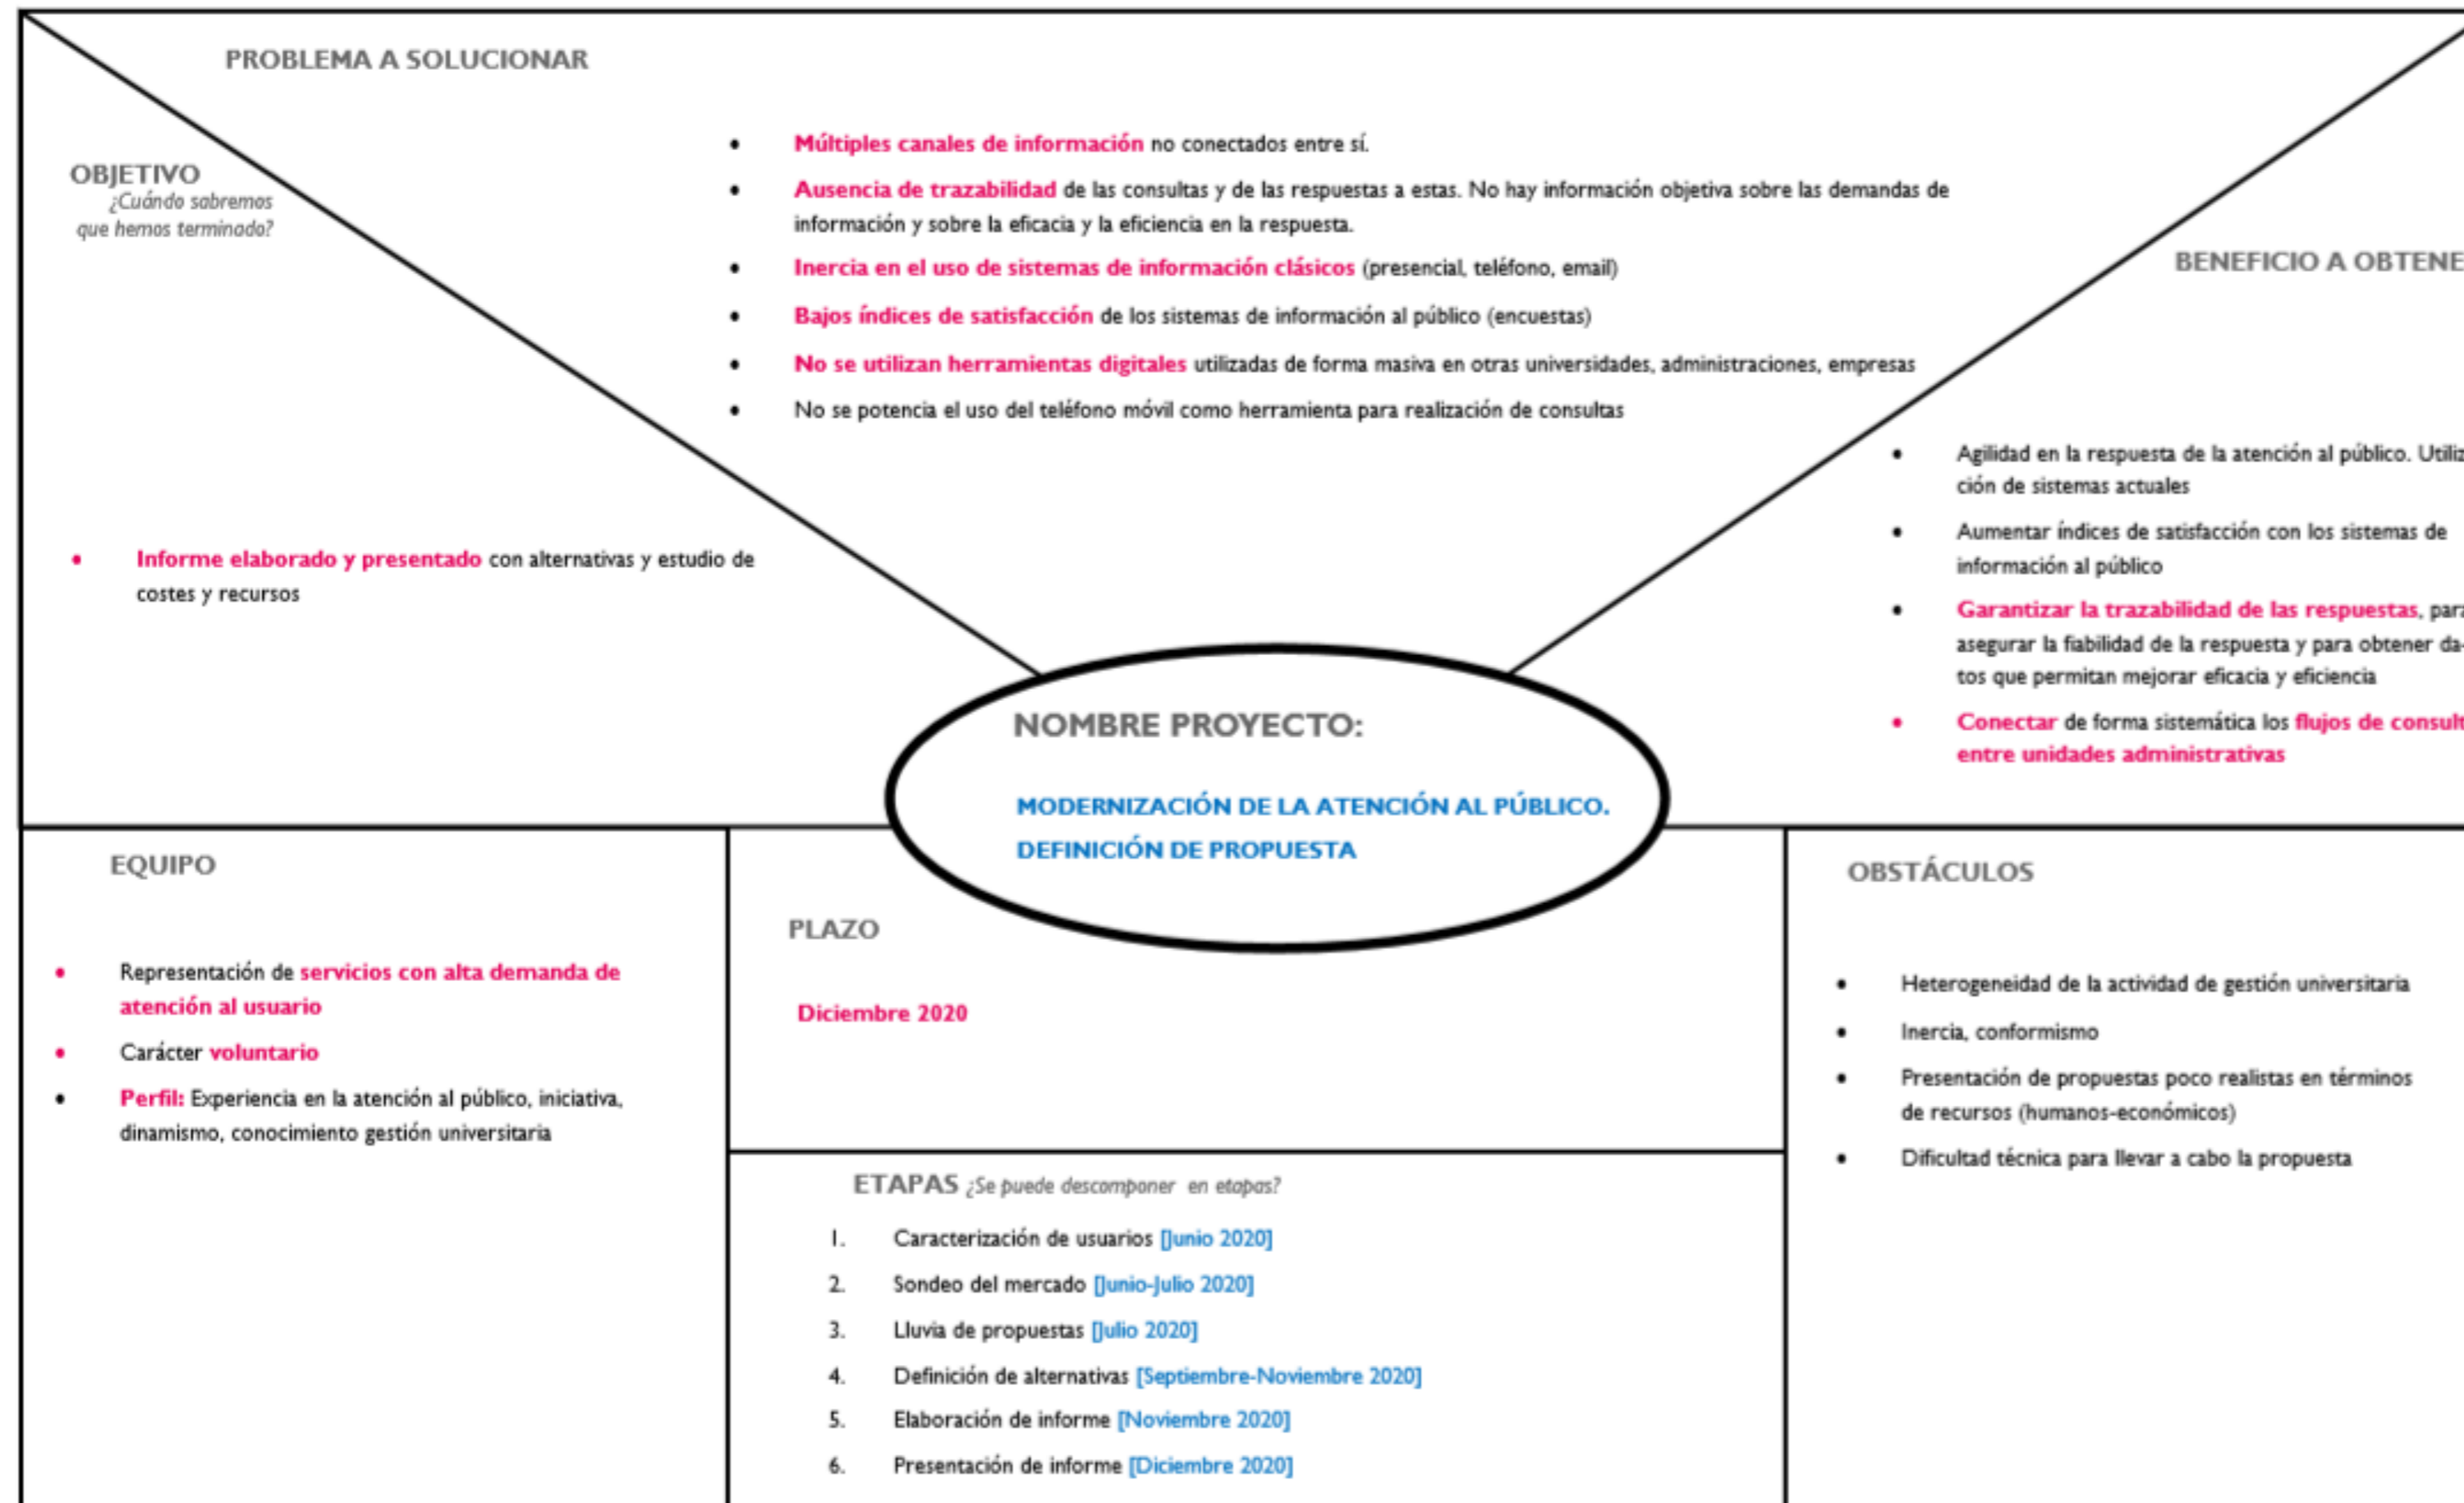 PROBLEMA A SOLUCIONAR
• Múltiples canales de información no conectados entre sí.
• Ausencia de trazabilidad de las consultas y de las respuestas a estas. No hay información objetiva sobre las demandas de
información y sobre la eficacia y la eficiencia en la respuesta.
• Inercia en el uso de sistemas de información clásicos (presencial, teléfono, email)
• Bajos índices de satisfacción de los sistemas de información al público (encuestas)
• No se utilizan herramientas digitales utilizadas de forma masiva en otras universidades, administraciones, empresas
• No se potencia el uso del teléfono móvil como herramienta para realización de consultas
OBJETIVO
¿Cuándo sabremos
que hemos terminado?
• Informe elaborado y presentado con alternativas y estudio de
costes y recursos
BENEFICIO A OBTENE
• Agilidad en la respuesta de la atención al público. Utiliz
ción de sistemas actuales
• Aumentar índices de satisfacción con los sistemas de
información al público
• Garantizar la trazabilidad de las respuestas, para
asegurar la fiabilidad de la respuesta y para obtener da-
tos que permitan mejorar eficacia y eficiencia
• Conectar de forma sistemática los flujos de consult
entre unidades administrativas
NOMBRE PROYECTO:
MODERNIZACIÓN DE LA ATENCIÓN AL PÚBLICO.
DEFINICIÓN DE PROPUESTA
EQUIPO
• Representación de servicios con alta demanda de
atención al usuario
• Carácter voluntario
• Perfil: Experiencia en la atención al público, iniciativa,
dinamismo, conocimiento gestión universitaria
PLAZO
Diciembre 2020
ETAPAS ¿Se puede descomponer en etapas?
1. Caracterización de usuarios [Junio 2020]
2. Sondeo del mercado [Junio-Julio 2020]
3. Lluvia de propuestas [Julio 2020]
4. Definición de alternativas [Septiembre-Noviembre 2020]
5. Elaboración de informe [Noviembre 2020]
6. Presentación de informe [Diciembre 2020]
OBSTÁCULOS
• Heterogeneidad de la actividad de gestión universitaria
• Inercia, conformismo
• Presentación de propuestas poco realistas en términos
de recursos (humanos-económicos)
• Dificultad técnica para llevar a cabo la propuesta